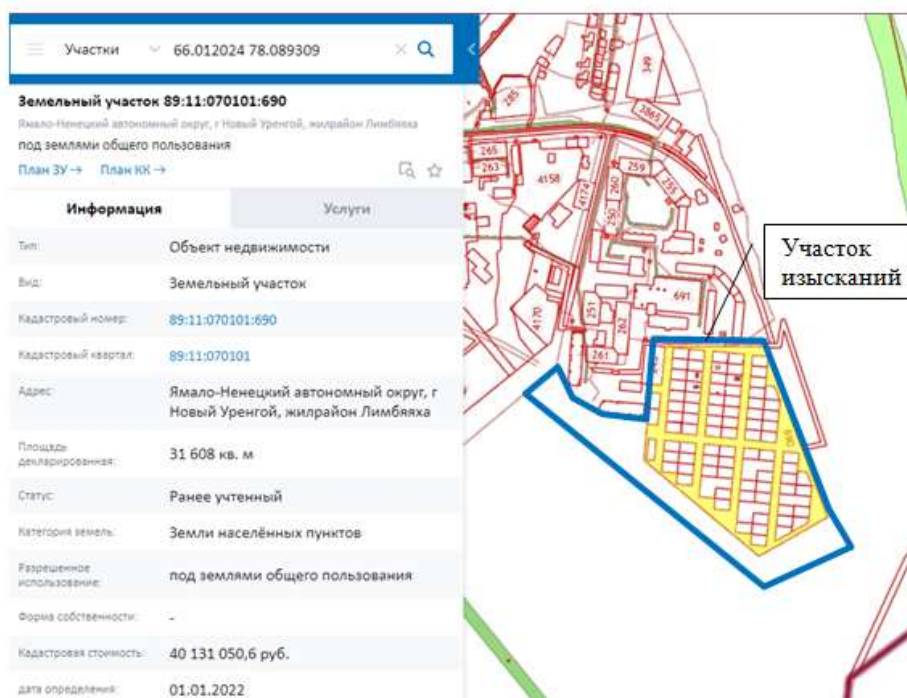 Участки 66.012024 78.089309
Земельный участок 89:11:070101:690
Ямало-Ненецкий автономный округ, г Новый Уренгой, жилрайон Лимбяяха
под землями общего пользования
План ЗУ → План КК →
Информация Услуги
Тип: Объект недвижимости
Вид: Земельный участок
Кадастровый номер: 89:11:070101:690
Кадастровый квартал: 89:11:070101
Адрес: Ямало-Ненецкий автономный округ, г
Новый Уренгой, жилрайон Лимбяяха
Площадь
декларированная: 31 608 кв. м
Статус: Ранее учтенный
Категория земель: Земли населённых пунктов
Разрешенное
использование: под землями общего пользования
Форма собственности: -
Кадастровая стоимость: 40 131 050,6 руб.
дата определения: 01.01.2022
349
285
3865
265
263
4158
4174
260
259
255
250
Участок
изысканий
691
251
262
4170
261
690